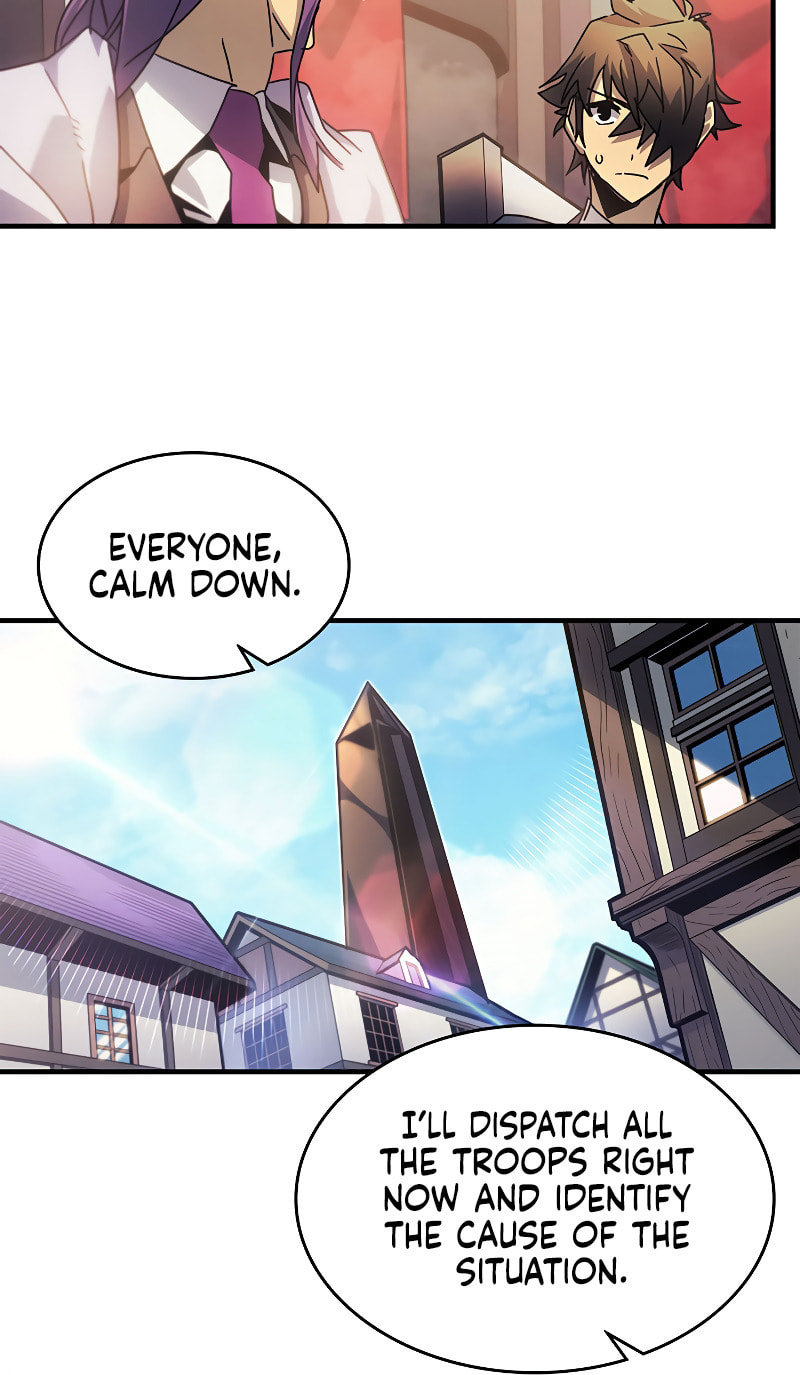 EVERYONE,
CALM DOWN.
I'LL DISPATCH ALL
THE TROOPS RIGHT
NOW AND IDENTIFY
THE CAUSE OF THE
SITUATION.